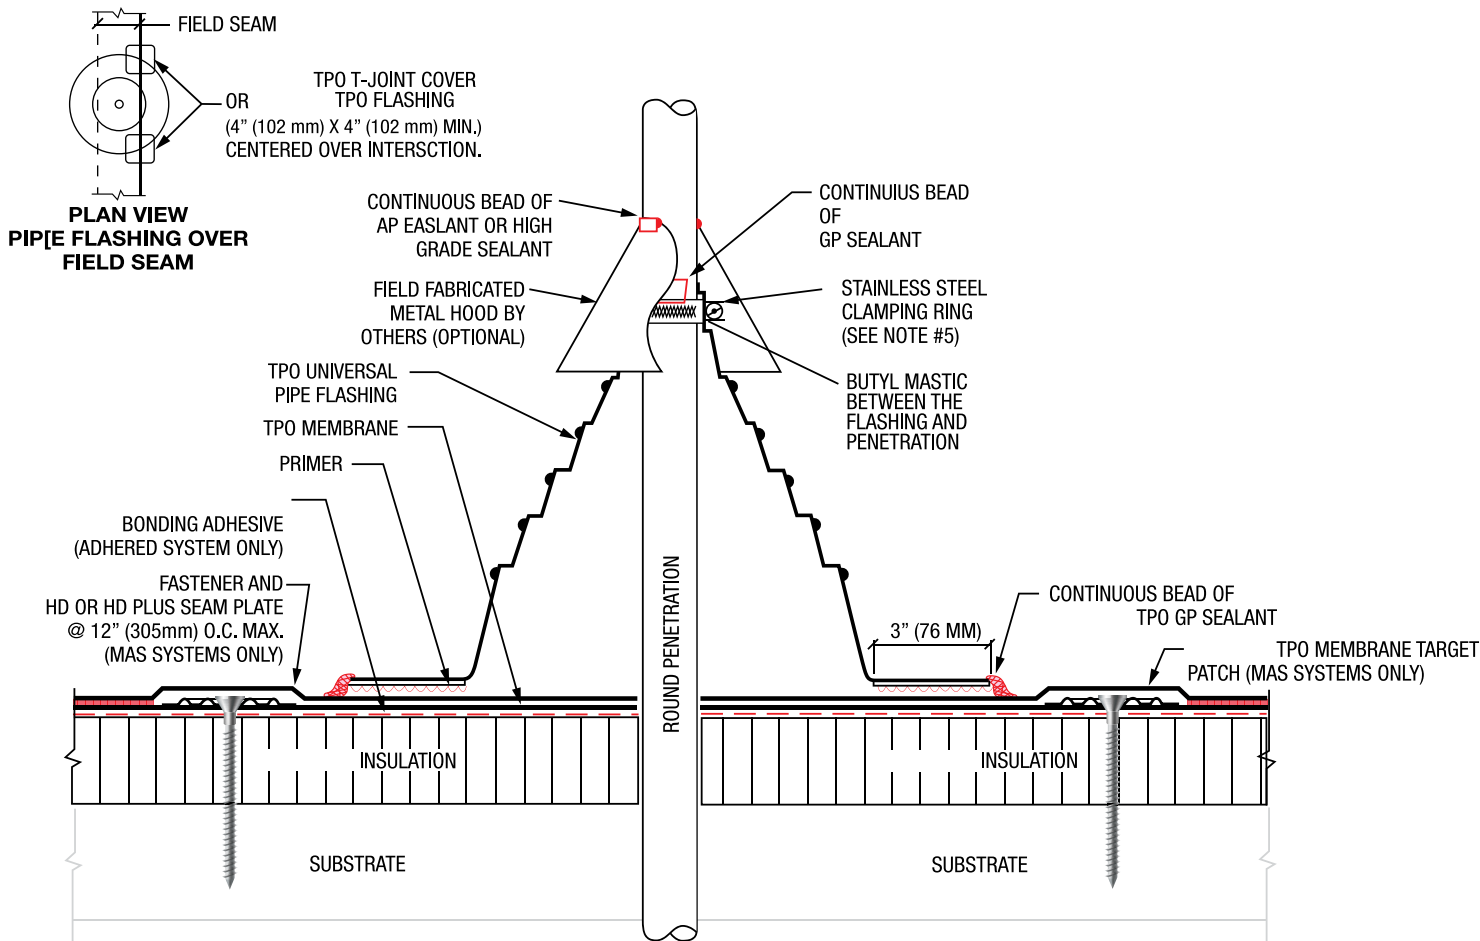 FIELD SEAM
TPO T-JOINT COVER
OR
TPO FLASHING
(4” (102 mm) X 4” (102 mm) MIN.)
CENTERED OVER INTERSCTION.
PLAN VIEW
PIP[E FLASHING OVER
FIELD SEAM
CONTINUOUS BEAD OF
AP EASLANT OR HIGH
GRADE SEALANT
FIELD FABRICATED
METAL HOOD BY
OTHERS (OPTIONAL)
TPO UNIVERSAL
PIPE FLASHING
TPO MEMBRANE
PRIMER
BONDING ADHESIVE
(ADHERED SYSTEM ONLY)
FASTENER AND
HD OR HD PLUS SEAM PLATE
@ 12” (305mm) O.C. MAX.
(MAS SYSTEMS ONLY)
CONTINUIUS BEAD
OF
GP SEALANT
STAINLESS STEEL
CLAMPING RING
(SEE NOTE #5)
BUTYL MASTIC
BETWEEN THE
FLASHING AND
PENETRATION
ROUND PENETRATION
3” (76 MM)
CONTINUOUS BEAD OF
TPO GP SEALANT
TPO MEMBRANE TARGET
PATCH (MAS SYSTEMS ONLY)
INSULATION
INSULATION
SUBSTRATE
SUBSTRATE